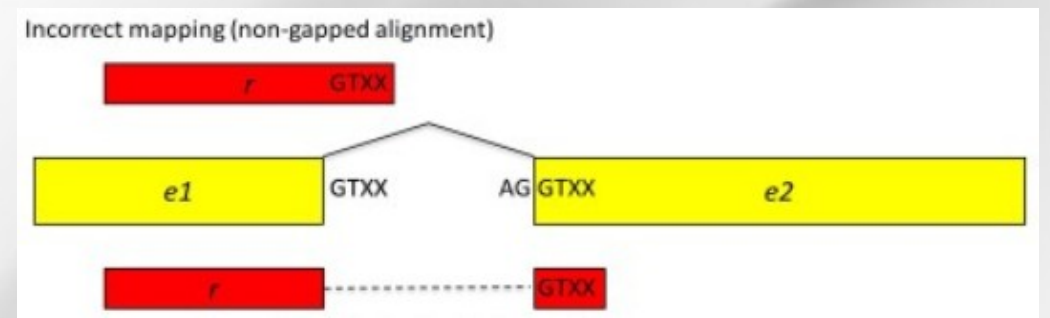 Incorrect mapping (non-gapped alignment)
r GTXX
e1 GTXX AG GTXX e2
r GTXX